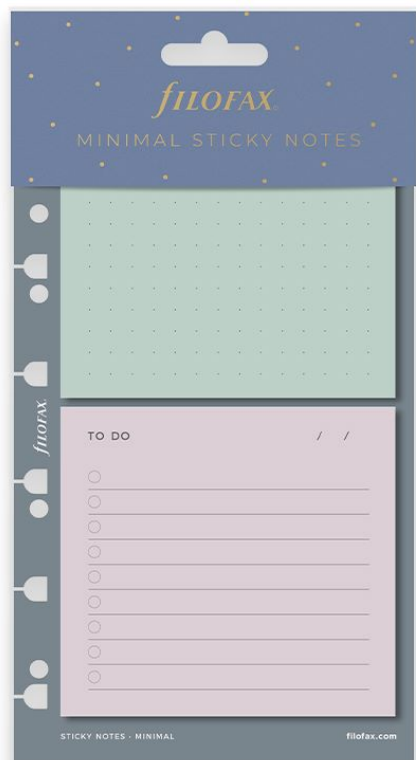 fILOFAX
MINIMAL STICKY NOTES
fILOFAX
TO DO / /
STICKY NOTES · MINIMAL filofax.com